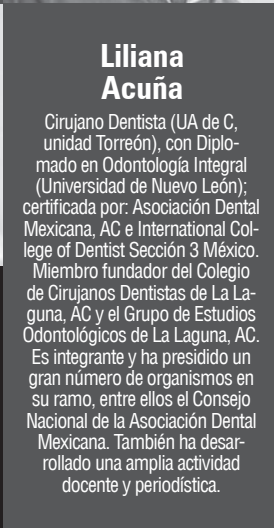 Liliana
Acuña
Cirujano Dentista (UA de C,
unidad Torreón), con Diplo-
mado en Odontología Integral
(Universidad de Nuevo León);
certificada por: Asociación Dental
Mexicana, AC e International Col-
lege of Dentist Sección 3 México.
Miembro fundador del Colegio
de Cirujanos Dentistas de La La-
guna, AC y el Grupo de Estudios
Odontológicos de La Laguna, AC.
Es integrante y ha presidido un
gran número de organismos en
su ramo, entre ellos el Consejo
Nacional de la Asociación Dental
Mexicana. También ha desar-
rollado una amplia actividad
docente y periodística.